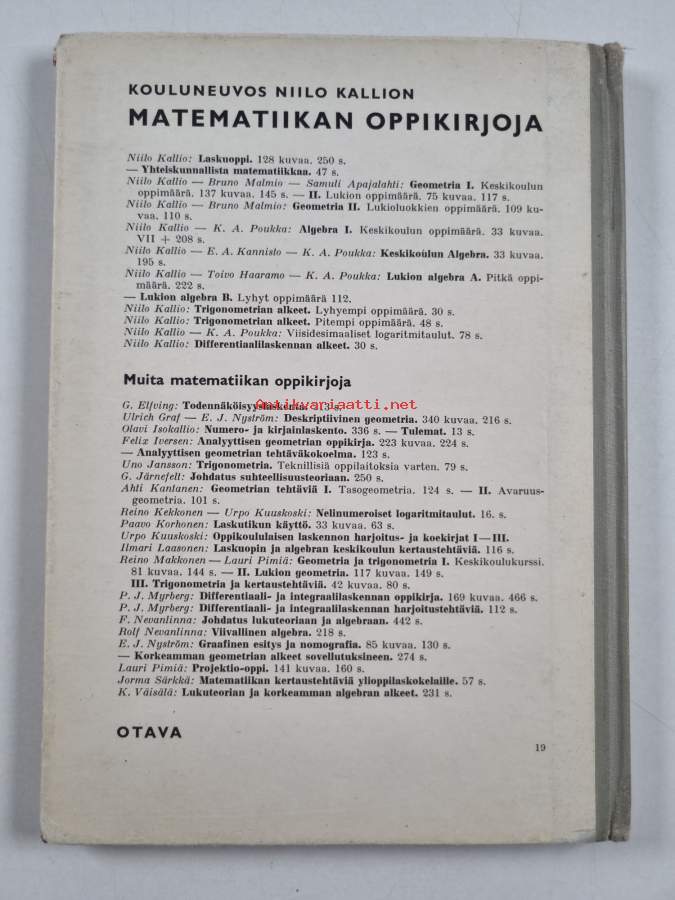 KOULUNEUVOS NIILO KALLION
MATEMATIIKAN OPPIKIRJOJA
Niilo Kallio: Laskuoppi. 128 kuvaa. 250 s.
— Yhteiskunnallista matematiikkaa. 47 s.
Niilo Kallio — Bruno Malmio — Samuli Apajalahti: Geometria I. Keskikoulun
oppimäärä. 137 kuvaa. 145 s. — II. Lukion oppimäärä. 75 kuvaa. 117 s.
Niilo Kallio — Bruno Malmio: Geometria II. Lukioluokkien oppimäärä. 109 ku-
vaa. 110 s.
Niilo Kallio — K. A. Poukka: Algebra I. Keskikoulun oppimäärä. 33 kuvaa.
VII + 208 s.
Niilo Kallio — E. A. Kannisto — K. A. Poukka: Keskikoulun Algebra. 33 kuvaa.
195 s.
Niilo Kallio — Toivo Haaramo — K. A. Poukka: Lukion algebra A. Pitkä oppi-
määrä. 222 s.
— Lukion algebra B. Lyhyt oppimäärä 112.
Niilo Kallio: Trigonometrian alkeet. Lyhyempi oppimäärä. 30 s.
Niilo Kallio: Trigonometrian alkeet. Pitempi oppimäärä. 48 s.
Niilo Kallio — K. A. Poukka: Viisidesimaaliset logaritmitaulut. 78 s.
Niilo Kallio: Differentiaalilaskennan alkeet. 30 s.
Muita matematiikan oppikirjoja
Antikvariaatti.net
G. Elfving: Todennäköisyyslaskenta. s.
Ulrich Graf — E. J. Nyström: Deskriptiivinen geometria. 340 kuvaa. 216 s.
Olavi Isokallio: Numero- ja kirjainlaskento. 336 s. — Tulemat. 13 s.
Felix Iversen: Analyyttisen geometrian oppikirja. 223 kuvaa. 224 s.
— Analyyttisen geometrian tehtäväkokoelma. 123 s.
Uno Jansson: Trigonometria. Teknillisiä oppilaitoksia varten. 79 s.
G. Järnefelt: Johdatus suhteellisuusteoriaan. 250 s.
Ahti Kantanen: Geometrian tehtäviä I. Tasogeometria. 124 s. — II. Avaruus-
geometria. 101 s.
Reino Kekkonen — Urpo Kuuskoski: Nelinumeroiset logaritmitaulut. 16. s.
Paavo Korhonen: Laskutikun käyttö. 33 kuvaa. 63 s.
Urpo Kuuskoski: Oppikoululaisen laskennon harjoitus- ja koekirjat I—III.
Ilmari Laasonen: Laskuopin ja algebran keskikoulun kertaustehtäviä. 116 s.
Reino Makkonen — Lauri Pimiä: Geometria ja trigonometria I. Keskikoulukurssi.
81 kuvaa. 144 s. — II. Lukion geometria. 117 kuvaa. 149 s.
III. Trigonometria ja kertaustehtäviä. 42 kuvaa. 80 s.
P. J. Myrberg: Differentiaali- ja integraalilaskennan oppikirja. 169 kuvaa. 466 s.
P. J. Myrberg: Differentiaali- ja integraalilaskennan harjoitustehtäviä. 112 s.
F. Nevanlinna: Johdatus lukuteoriaan ja algebraan. 442 s.
Rolf Nevanlinna: Viivallinen algebra. 218 s.
E. J. Nyström: Graafinen esitys ja nomografia. 85 kuvaa. 130 s.
— Korkeamman geometrian alkeet sovellutuksineen. 274 s.
Lauri Pimiä: Projektio-oppi. 141 kuvaa. 160 s.
Jorma Särkkä: Matematiikan kertaustehtäviä ylioppilaskokelaille. 57 s.
K. Väisälä: Lukuteorian ja korkeamman algebran alkeet. 231 s.
OTAVA
19